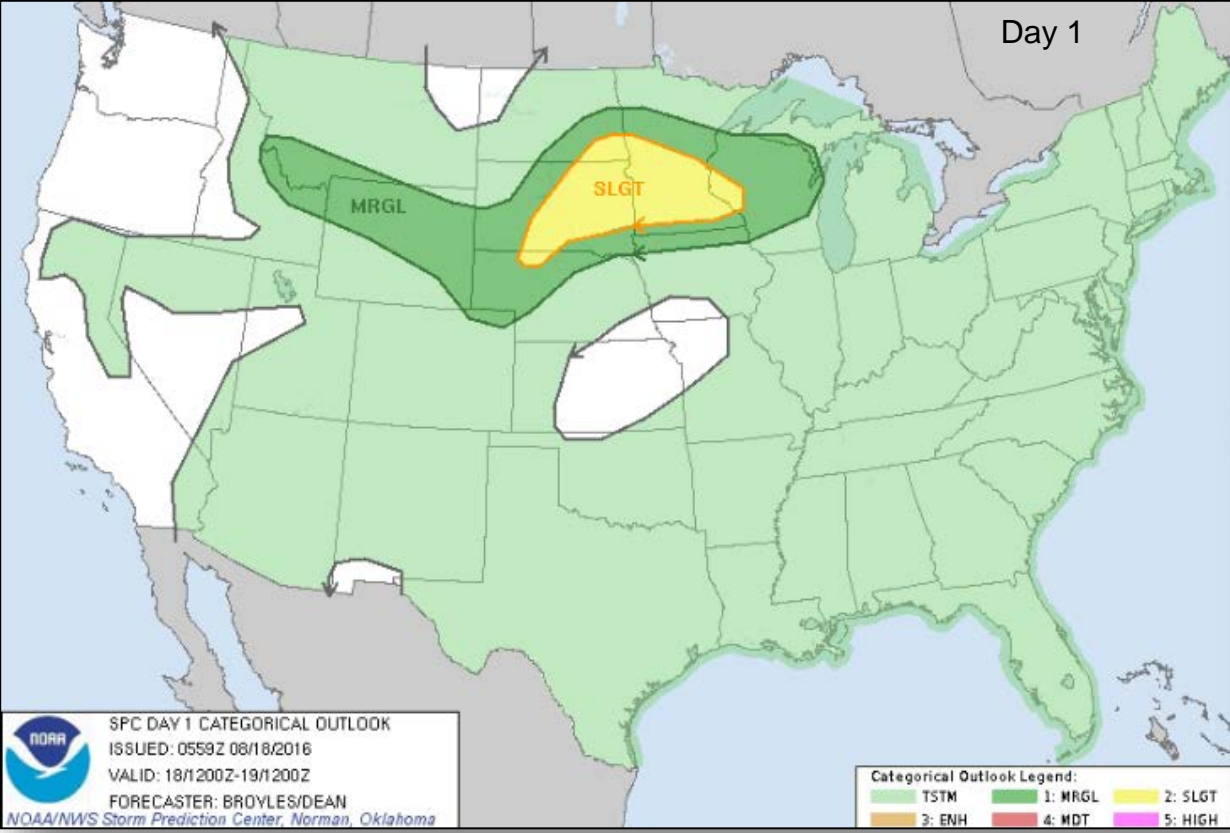 Day 1
SLGT
MRGL
NOAA
SPC DAY 1 CATEGORICAL OUTLOOK
ISSUED: 0559Z 08/18/2016
VALID: 18/1200Z-19/1200Z
FORECASTER: BROYLES/DEAN
NOAA/NWS Storm Prediction Center, Norman, Oklahoma
Categorical Outlook Legend:
TSTM 1: MRGL 2: SLGT
3: ENH 4: MDT 5: HIGH